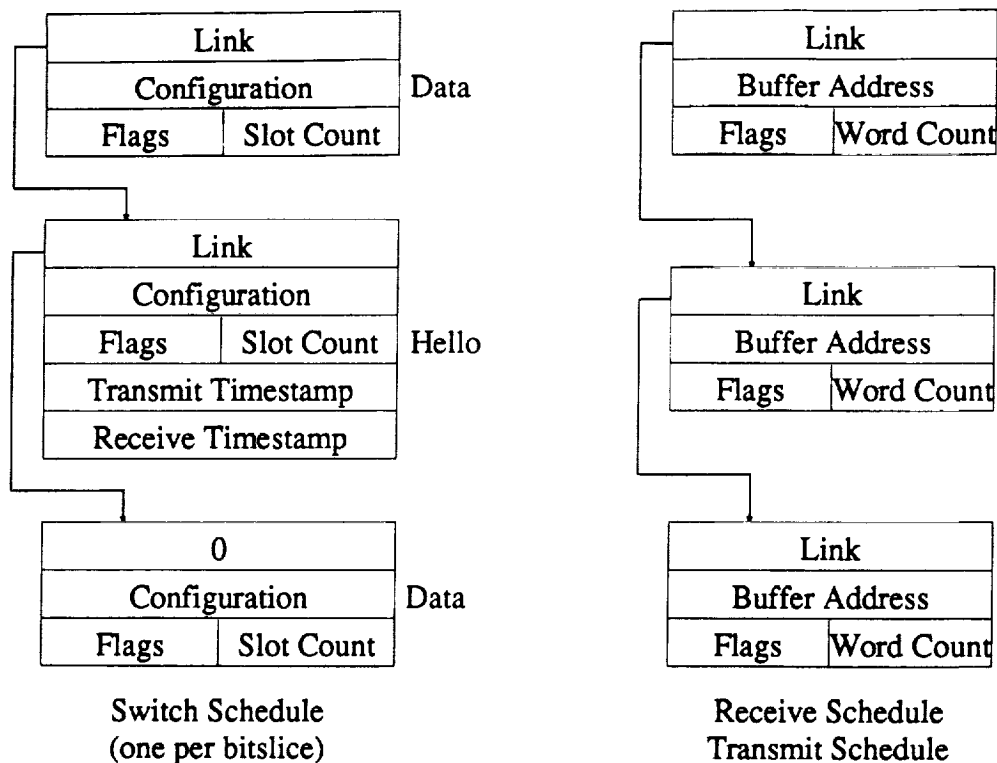 Link
Configuration
Data
Flags
Slot Count
Link
Configuration
Flags
Slot Count
Hello
Transmit Timestamp
Receive Timestamp
0
Configuration
Data
Flags
Slot Count
Switch Schedule
(one per bitslice)
Link
Buffer Address
Flags
Word Count
Link
Buffer Address
Flags
Word Count
Link
Buffer Address
Flags
Word Count
Receive Schedule
Transmit Schedule